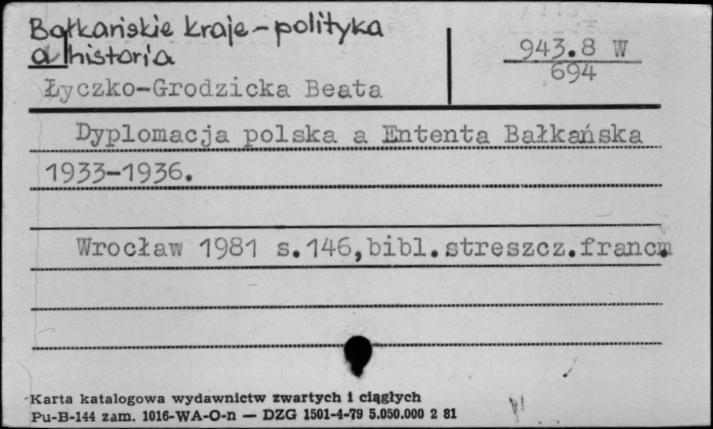 Bałkańskie kraje - polityka
a historia
943.8 W
694
Łyczko-Grodzicka Beata
Dyplomacja polska a Ententa Bałkańska
1933-1936.
Wrocław 1981 s.146,bibl.streszcz.francm.
Karta katalogowa wydawnictw zwartych i ciągłych
Pu-B-144 zam. 1016-WA-O-n — DZG 1501-4-79 5.050.000 2 81